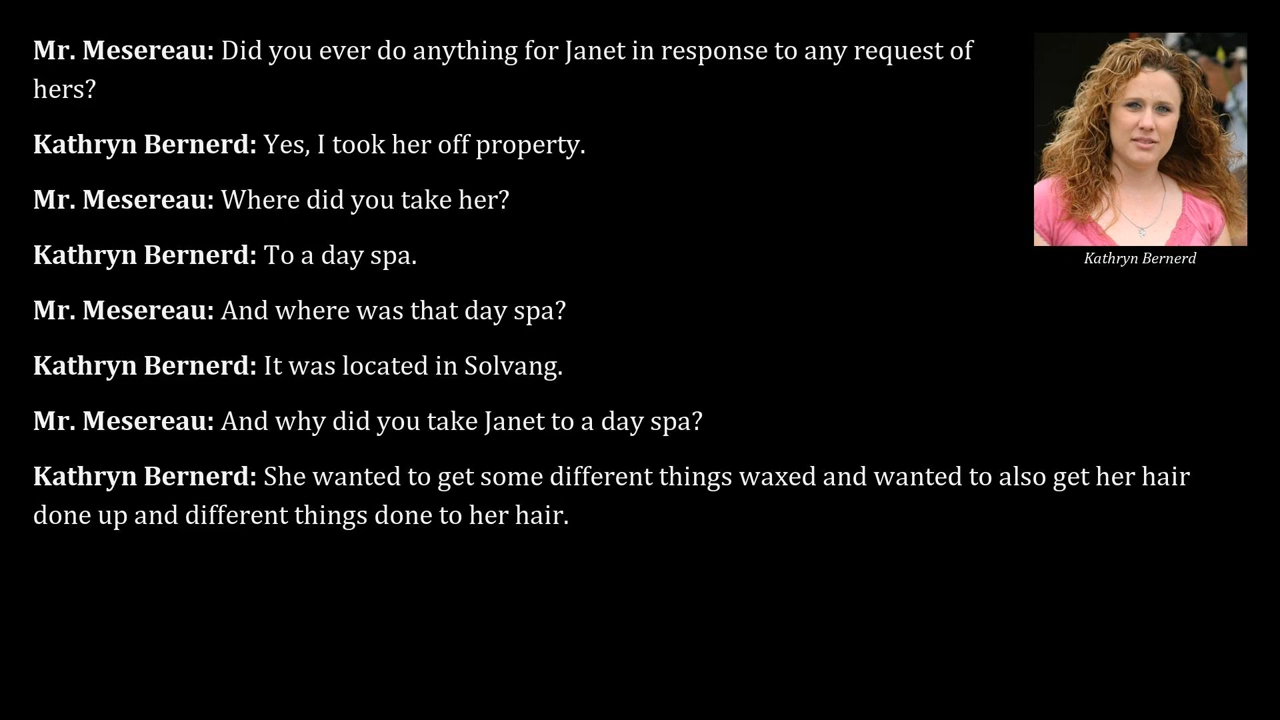 Mr. Mesereau: Did you ever do anything for Janet in response to any request of
hers?
Kathryn Bernerd: Yes, I took her off property.
Mr. Mesereau: Where did you take her?
Kathryn Bernerd: To a day spa.
Kathryn Bernerd
Mr. Mesereau: And where was that day spa?
Kathryn Bernerd: It was located in Solvang.
Mr. Mesereau: And why did you take Janet to a day spa?
Kathryn Bernerd: She wanted to get some different things waxed and wanted to also get her hair
done up and different things done to her hair.